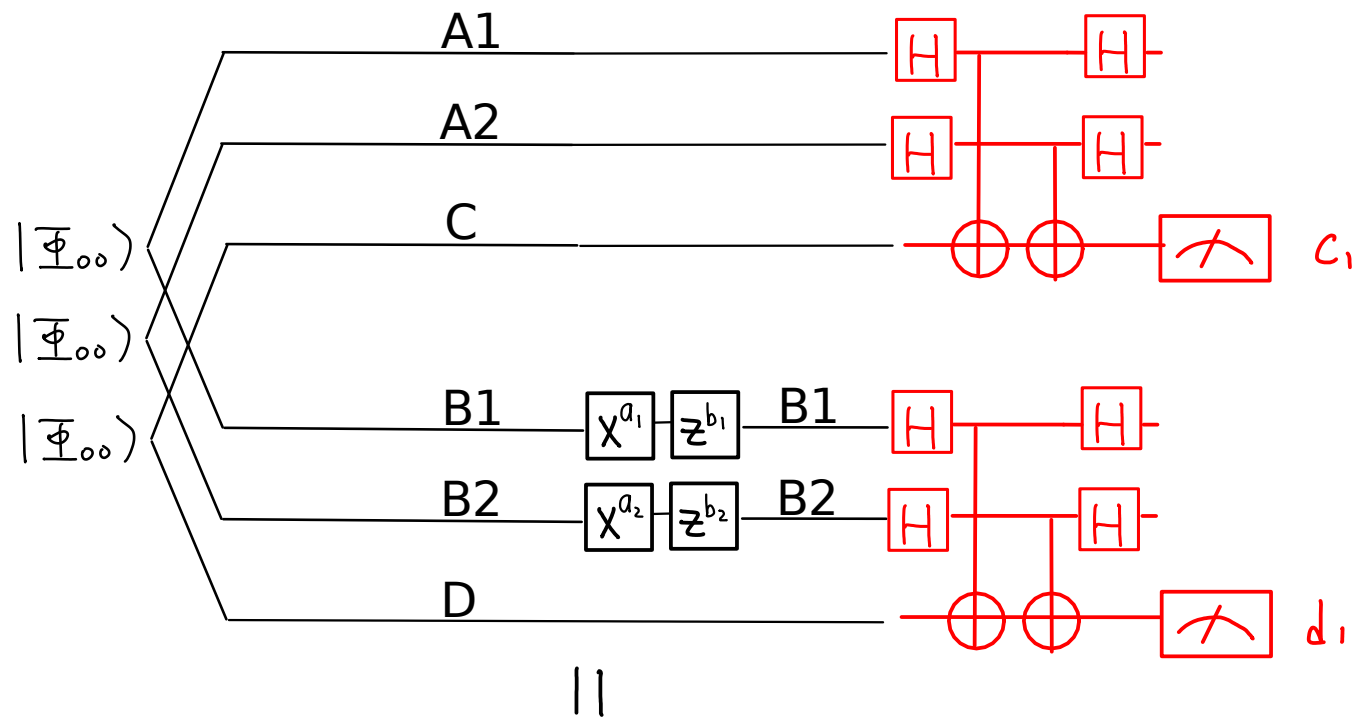 A1 H H
A2 H H
C C₁
|Φ₀₀⟩
|Φ₀₀⟩
|Φ₀₀⟩
B1 X^a₁ Z^b₁ B1 H H
B2 X^a₂ Z^b₂ B2 H H
D d₁
||